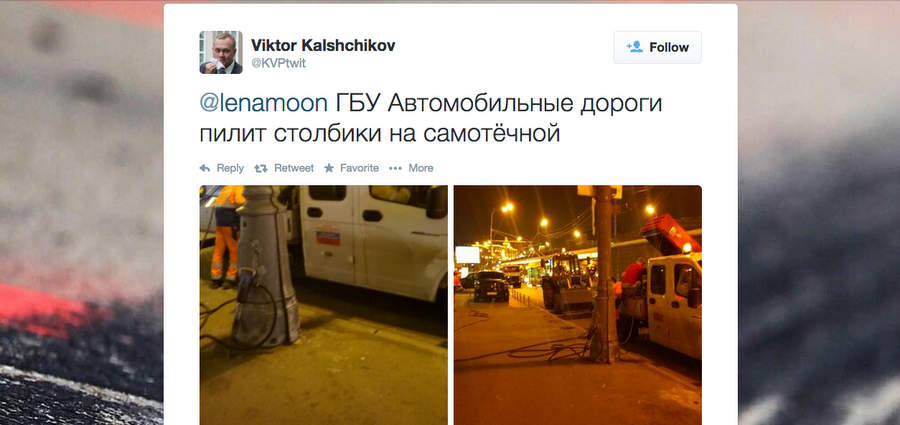 Viktor Kalshchikov
@KVPtwit
Follow
@lenamoon ГБУ Автомобильные дороги
пилит столбики на самотёчной
Reply Retweet Favorite More